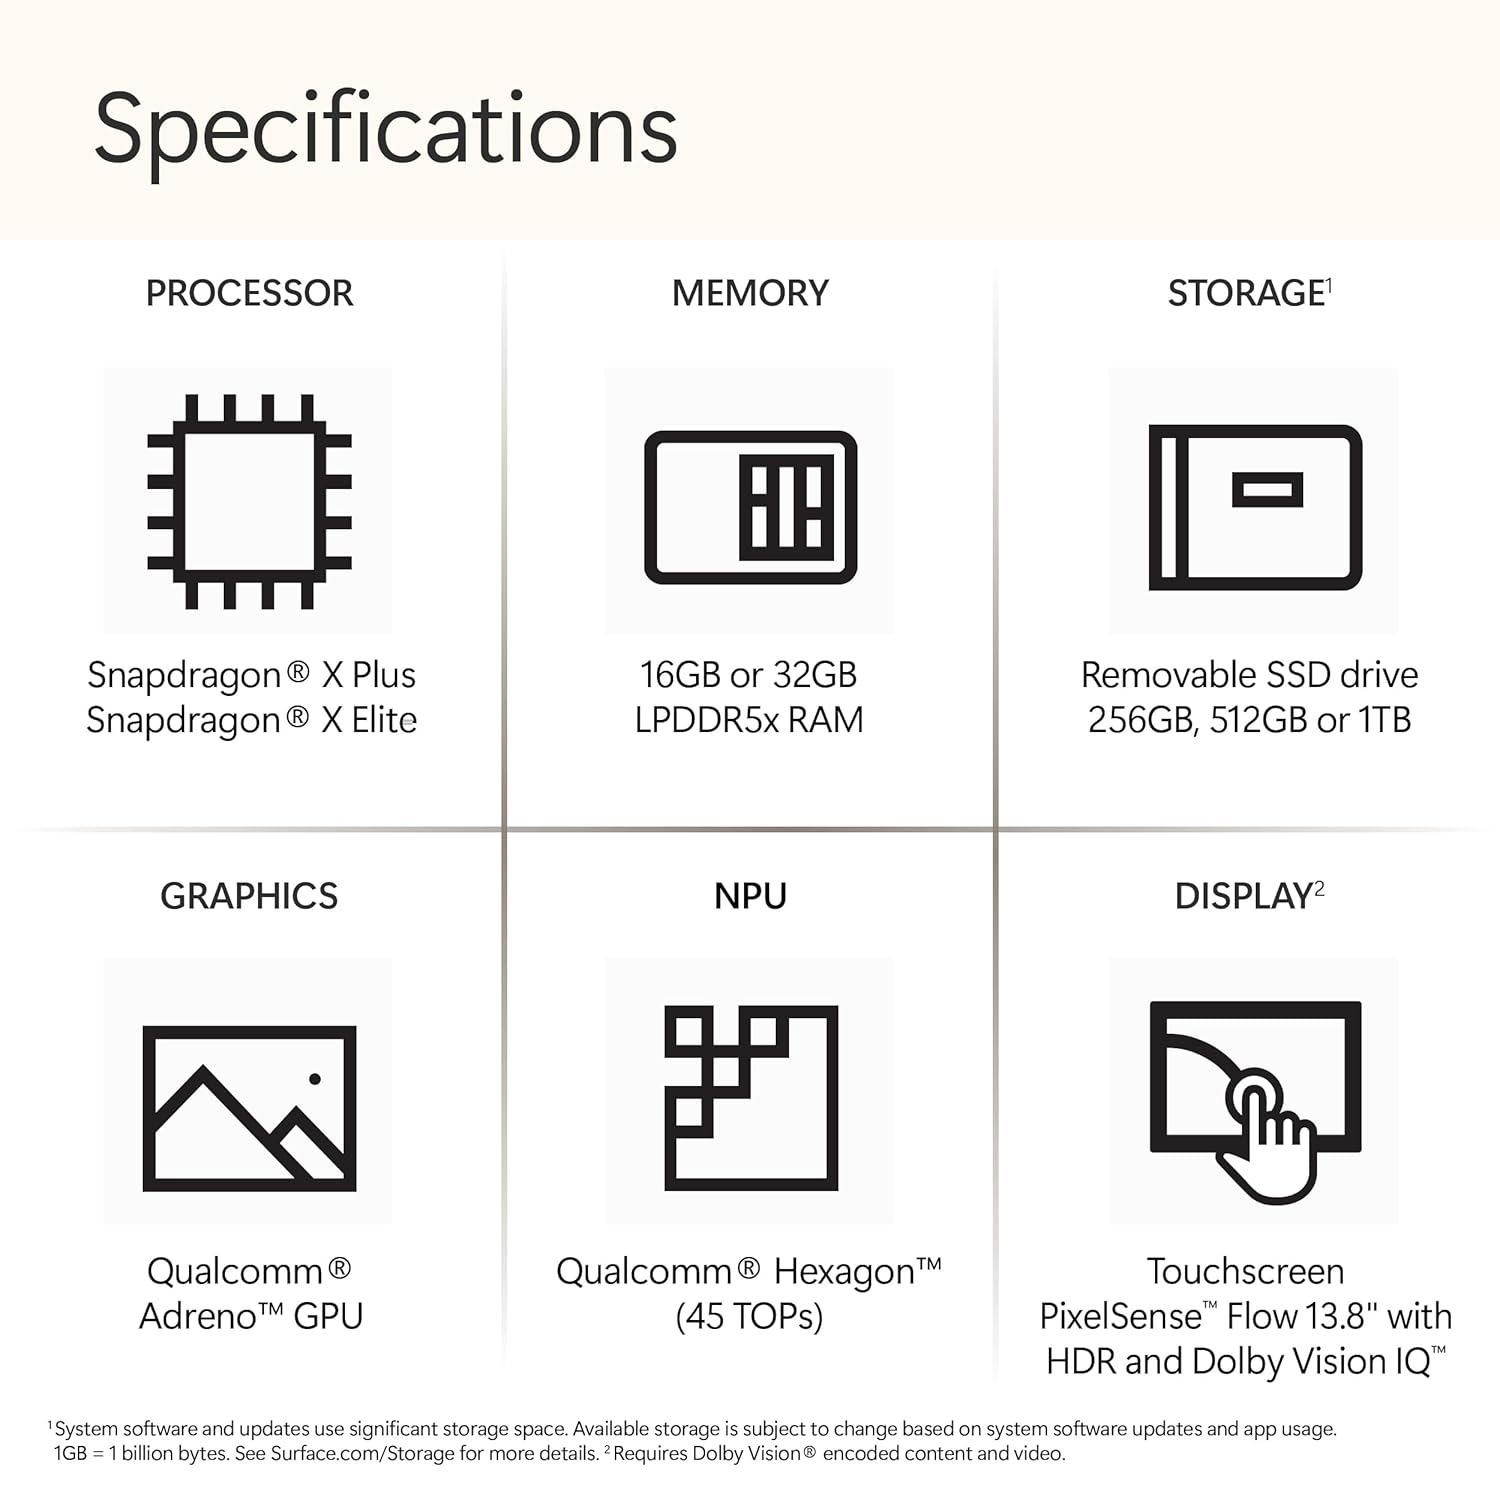 Specifications
PROCESSOR
Snapdragon® X Plus
Snapdragon® X Elite
MEMORY
16GB or 32GB
LPDDR5x RAM
STORAGE¹
Removable SSD drive
256GB, 512GB or 1TB
GRAPHICS
Qualcomm®
Adreno™ GPU
NPU
Qualcomm® Hexagon™
(45 TOPs)
DISPLAY²
Touchscreen
PixelSense™ Flow 13.8" with
HDR and Dolby Vision IQ™
¹ System software and updates use significant storage space. Available storage is subject to change based on system software updates and app usage.
1GB = 1 billion bytes. See Surface.com/Storage for more details. ² Requires Dolby Vision® encoded content and video.